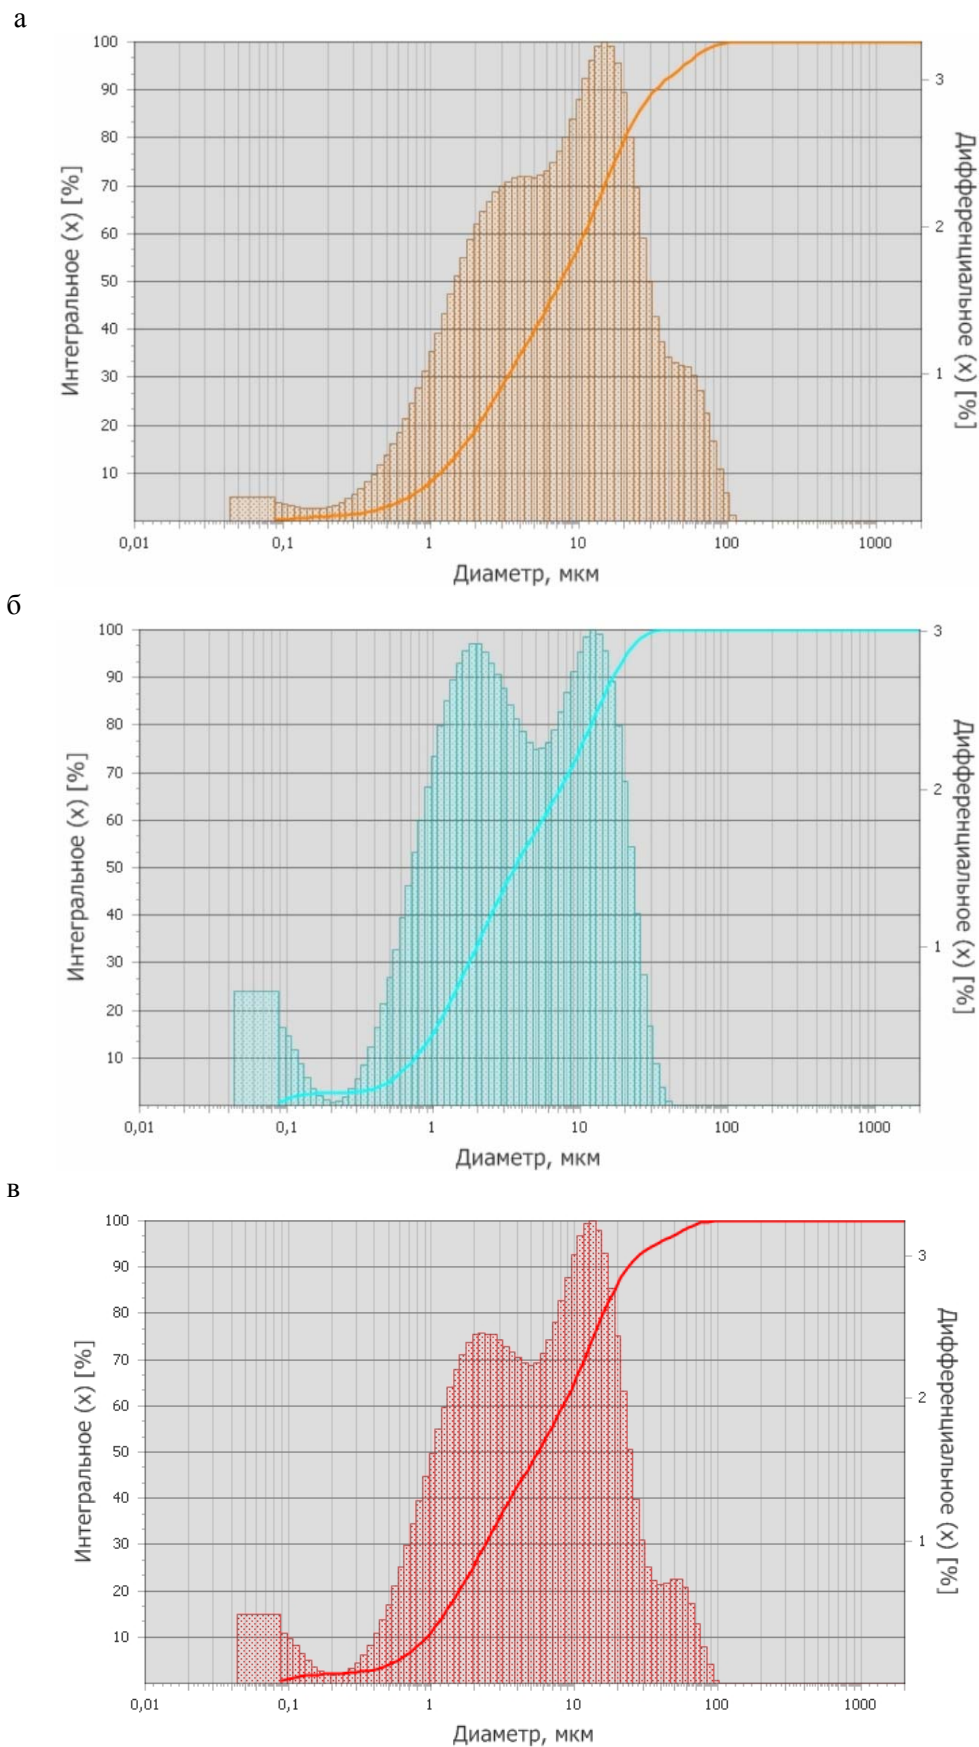 а
100
90
80
70
60
50
40
30
20
10
Интегральное (x) [%]
3
2
1
Дифференциальное (x) [%]
0,01 0,1 1 10 100 1000
Диаметр, мкм
б
100
90
80
70
60
50
40
30
20
10
Интегральное (x) [%]
3
2
1
Дифференциальное (x) [%]
0,01 0,1 1 10 100 1000
Диаметр, мкм
в
100
90
80
70
60
50
40
30
20
10
Интегральное (x) [%]
3
2
1
Дифференциальное (x) [%]
0,01 0,1 1 10 100 1000
Диаметр, мкм